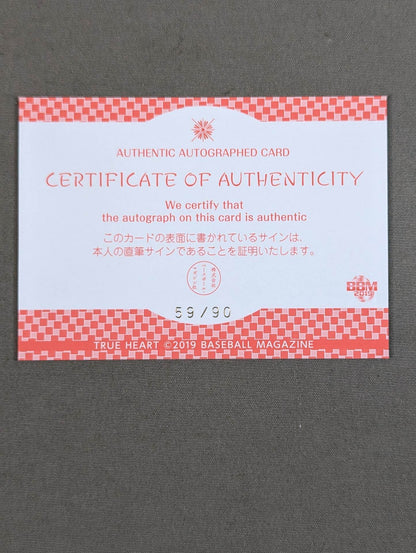 AUTHENTIC AUTOGRAPHED CARD
CERTIFICATE OF AUTHENTICITY
We certify that
the autograph on this card is authentic
このカードの表面に書かれているサインは、
本人の直筆サインであることを証明いたします。
BBM
2019
59/90
TRUE HEART ©2019 BASEBALL MAGAZINE